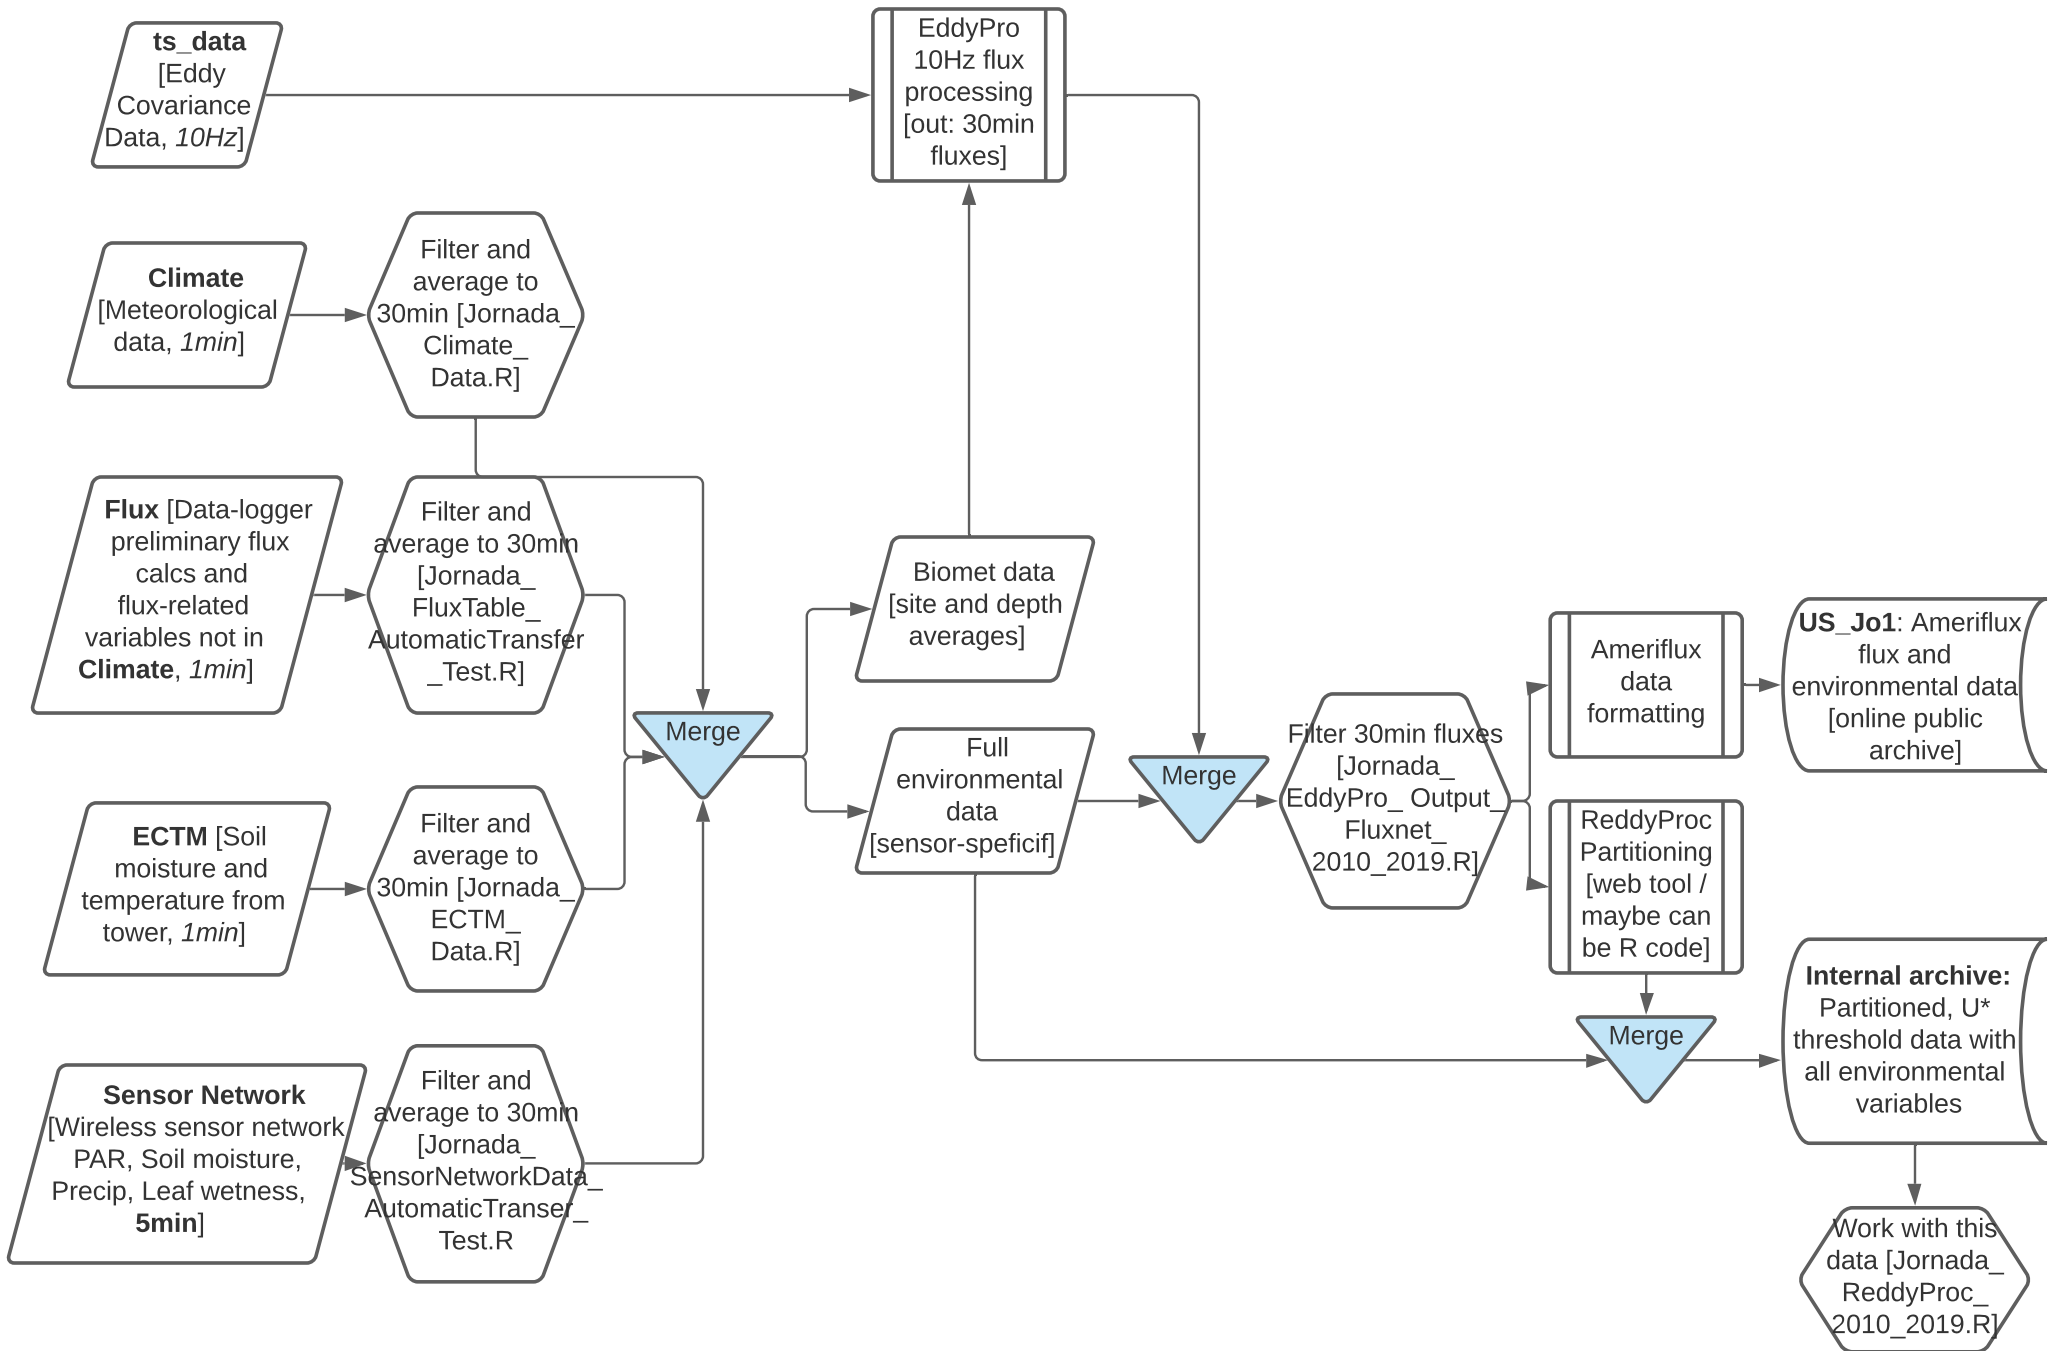 ts_data
[Eddy
Covariance
Data, 10Hz]
EddyPro
10Hz flux
processing
[out: 30min
fluxes]
Climate
[Meteorological
data, 1min]
Filter and
average to
30min [Jornada_
Climate_
Data.R]
Flux [Data-logger
preliminary flux
calcs and
flux-related
variables not in
Climate, 1min]
Filter and
average to 30min
[Jornada_
FluxTable_
AutomaticTransfer
_Test.R]
ECTM [Soil
moisture and
temperature from
tower, 1min]
Filter and
average to
30min [Jornada_
ECTM_
Data.R]
Sensor Network
[Wireless sensor network
PAR, Soil moisture,
Precip, Leaf wetness,
5min]
Filter and
average to 30min
[Jornada_
SensorNetworkData_
AutomaticTranser_
Test.R
Merge
Biomet data
[site and depth
averages]
Full
environmental
data
[sensor-speficif]
Merge
Filter 30min fluxes
[Jornada_
EddyPro_ Output_
Fluxnet_
2010_2019.R]
Ameriflux
data
formatting
US_Jo1: Ameriflux
flux and
environmental data
[online public
archive]
ReddyProc
Partitioning
[web tool /
maybe can
be R code]
Merge
Internal archive:
Partitioned, U*
threshold data with
all environmental
variables
Work with this
data [Jornada_
ReddyProc_
2010_2019.R]